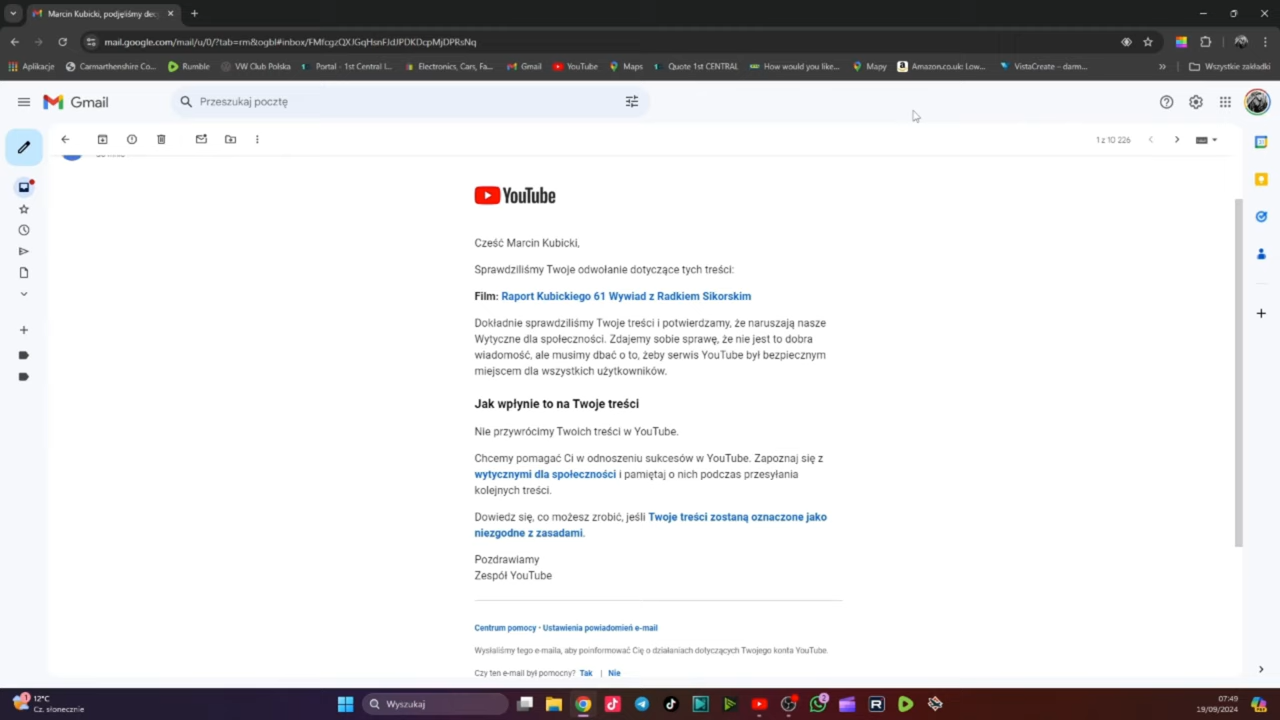 Marcin Kubicki, podjęliśmy dec
mail.google.com/mail/u/0/?tab=rm&ogbl#inbox/FMfcgzQXJGqHsnFJdJPDKDcpMjDPRsNq
Aplikacje
Carmarthenshire Co...
Rumble
VW Club Polska
Portal - 1st Central I...
Electronics, Cars, Fa...
Gmail
YouTube
Maps
Quote 1st CENTRAL
How would you like...
Mapy
Amazon.co.uk: Low...
VistaCreate – darm...
Wszystkie zakładki
Gmail
Przeszukaj pocztę
1 z 10 226
YouTube
Cześć Marcin Kubicki,
Sprawdziliśmy Twoje odwołanie dotyczące tych treści:
Film: Raport Kubickiego 61 Wywiad z Radkiem Sikorskim
Dokładnie sprawdziliśmy Twoje treści i potwierdzamy, że naruszają nasze
Wytyczne dla społeczności. Zdajemy sobie sprawę, że nie jest to dobra
wiadomość, ale musimy dbać o to, żeby serwis YouTube był bezpiecznym
miejscem dla wszystkich użytkowników.
Jak wpłynie to na Twoje treści
Nie przywrócimy Twoich treści w YouTube.
Chcemy pomagać Ci w odnoszeniu sukcesów w YouTube. Zapoznaj się z
wytycznymi dla społeczności i pamiętaj o nich podczas przesyłania
kolejnych treści.
Dowiedz się, co możesz zrobić, jeśli Twoje treści zostaną oznaczone jako
niezgodne z zasadami.
Pozdrawiamy
Zespół YouTube
Centrum pomocy • Ustawienia powiadomień e-mail
Wysłaliśmy tego e-maila, aby poinformować Cię o działaniach dotyczących Twojego konta YouTube.
Czy ten e-mail był pomocny? Tak | Nie
12°C
Cz. słonecznie
Wyszukaj
07:49
19/09/2024